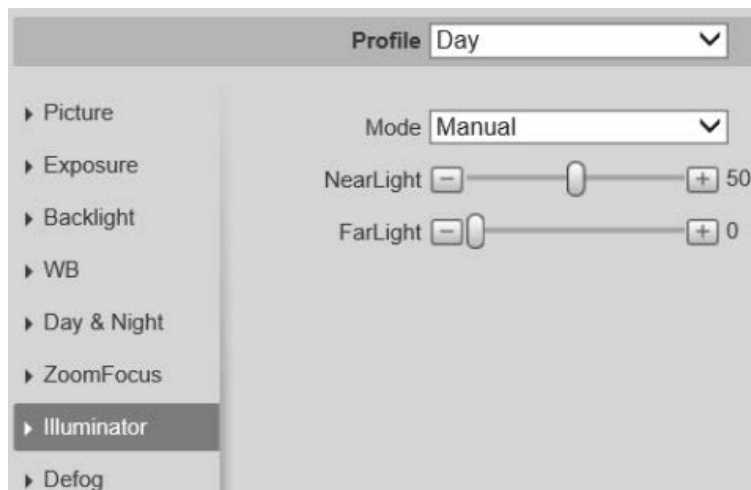 Profile Day
Picture
Exposure
Backlight
WB
Day & Night
ZoomFocus
Illuminator
Defog
Mode Manual
NearLight - + 50
FarLight - + 0